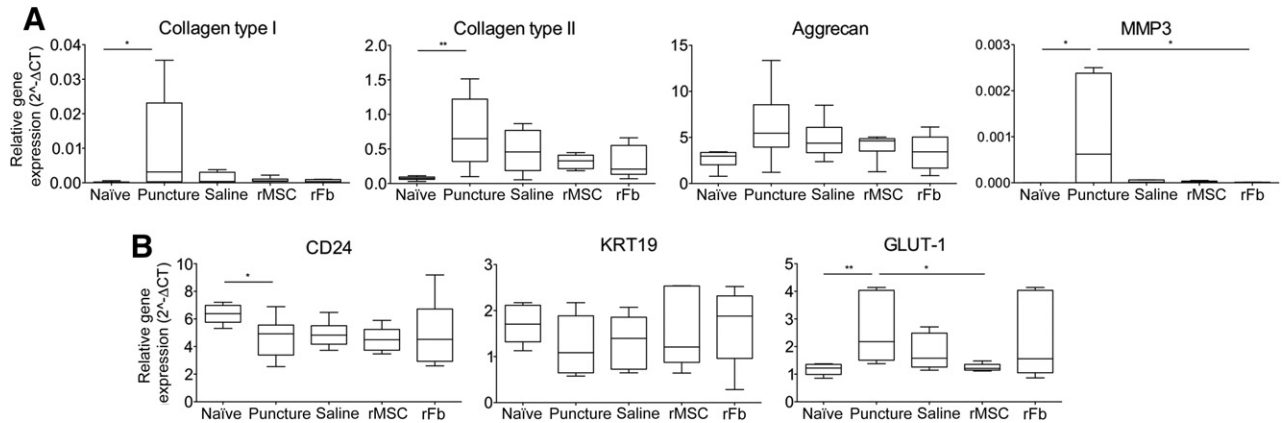 A
Collagen type I
Collagen type II
Aggrecan
MMP3
Relative gene
expression (2^-ΔCT)
0.04
0.03
0.02
0.01
0.00
*
Naïve Puncture Saline rMSC rFb
2.0
1.5
1.0
0.5
0.0
**
Naïve Puncture Saline rMSC rFb
15
10
5
0
Naïve Puncture Saline rMSC rFb
0.003
0.002
0.001
0.000
* *
Naïve Puncture Saline rMSC rFb
B
CD24
KRT19
GLUT-1
Relative gene
expression (2^-ΔCT)
10
8
6
4
2
0
*
Naïve Puncture Saline rMSC rFb
3
2
1
0
Naïve Puncture Saline rMSC rFb
5
4
3
2
1
0
** *
Naïve Puncture Saline rMSC rFb